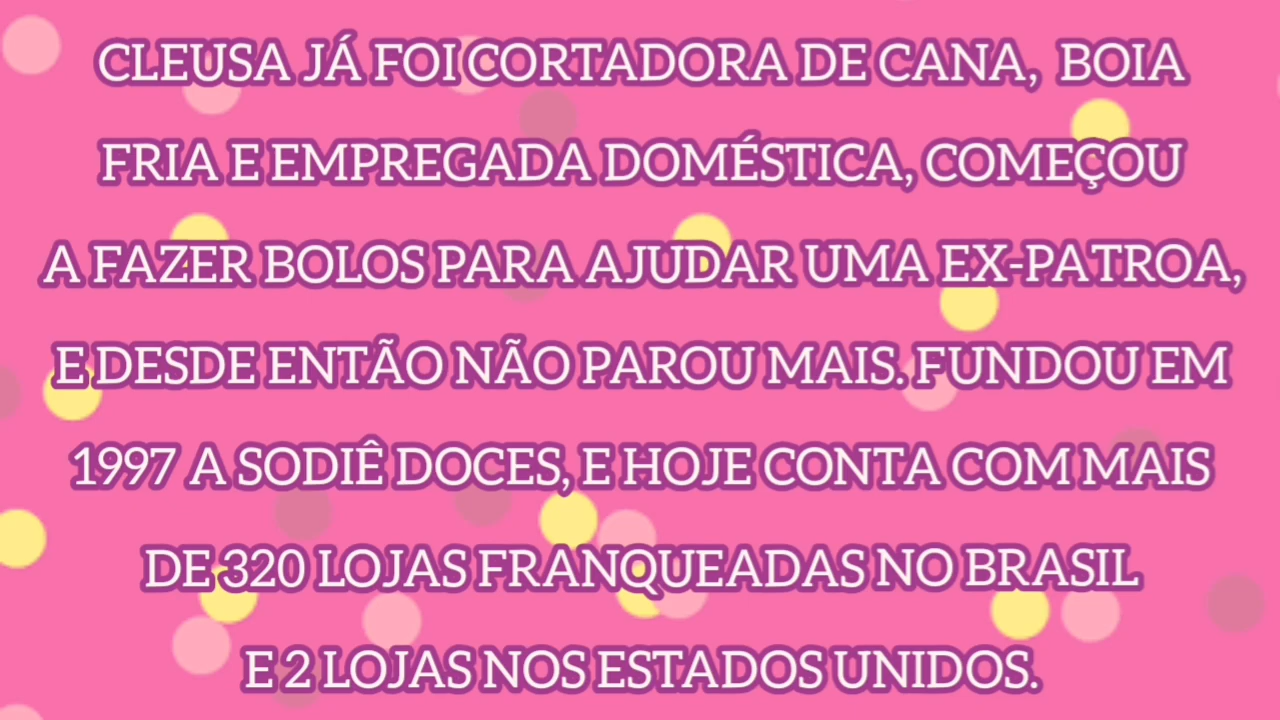 CLEUSA JÁ FOI CORTADORA DE CANA, BOIA
FRIA E EMPREGADA DOMÉSTICA, COMEÇOU
A FAZER BOLOS PARA AJUDAR UMA EX-PATROA,
E DESDE ENTÃO NÃO PAROU MAIS. FUNDOU EM
1997 A SODIÊ DOCES, E HOJE CONTA COM MAIS
DE 320 LOJAS FRANQUEADAS NO BRASIL
E 2 LOJAS NOS ESTADOS UNIDOS.